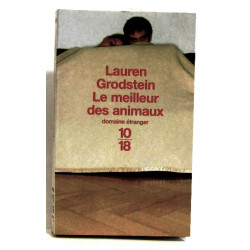 Lauren
Grodstein
Le meilleur
des animaux
domaine étranger
10
18